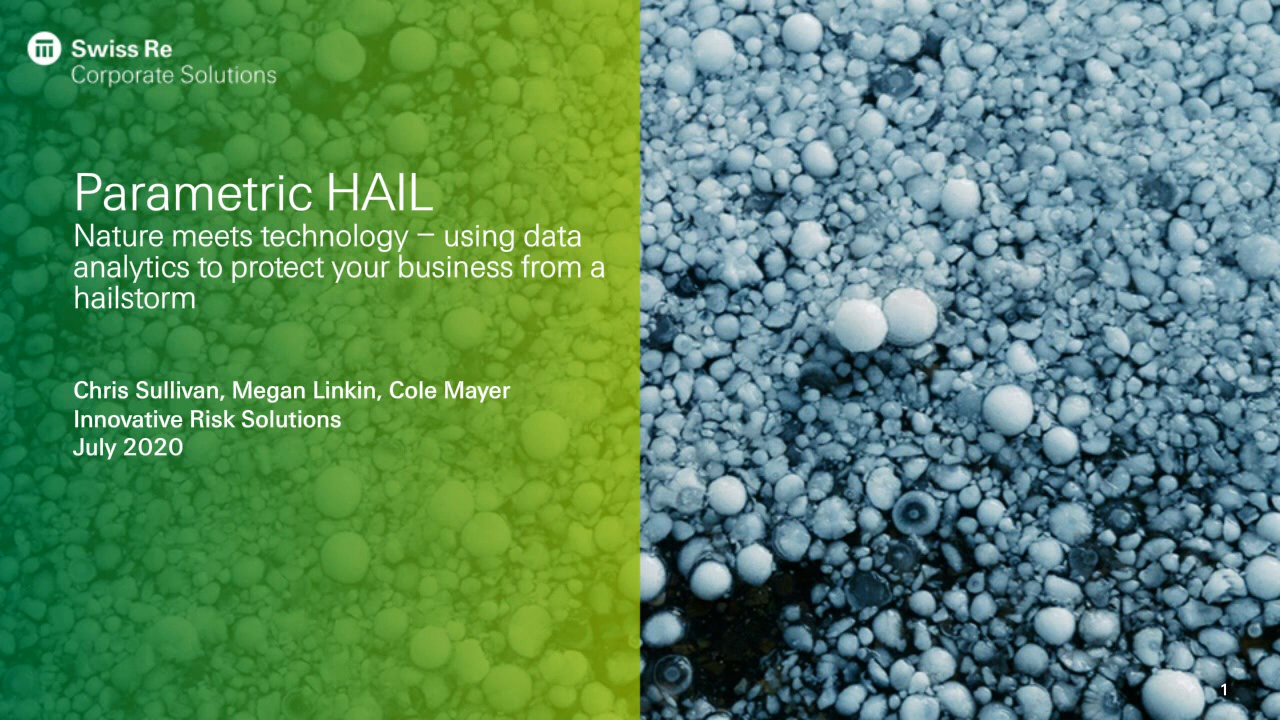 Swiss Re
Corporate Solutions
Parametric HAIL
Nature meets technology – using data
analytics to protect your business from a
hailstorm
Chris Sullivan, Megan Linkin, Cole Mayer
Innovative Risk Solutions
July 2020
1